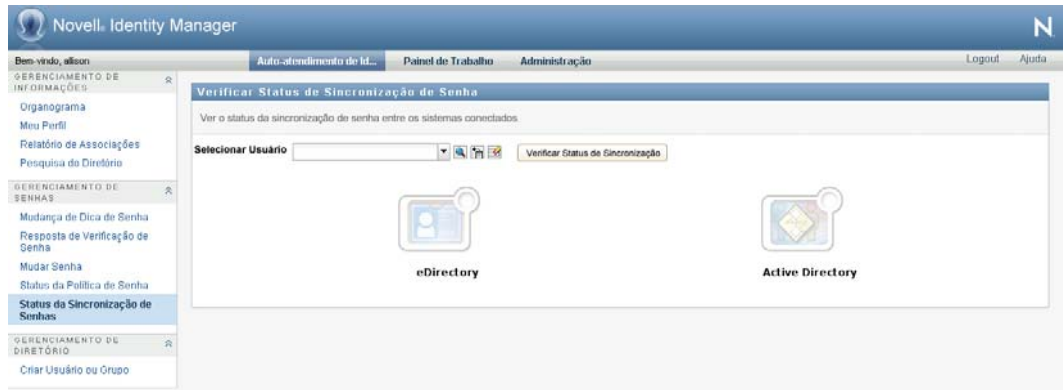 Novell® Identity Manager
N
Bem-vindo, allison
Auto-atendimento de Id...
Painel de Trabalho
Administração
Logout
Ajuda
GERENCIAMENTO DE
INFORMAÇÕES
Organograma
Meu Perfil
Relatório de Associações
Pesquisa do Diretório
GERENCIAMENTO DE
SENHAS
Mudança de Dica de Senha
Resposta de Verificação de
Senha
Mudar Senha
Status da Política de Senha
Status da Sincronização de
Senhas
GERENCIAMENTO DE
DIRETÓRIO
Criar Usuário ou Grupo
Verificar Status de Sincronização de Senha
Ver o status da sincronização de senha entre os sistemas conectados.
Selecionar Usuário
Verificar Status de Sincronização
eDirectory
Active Directory